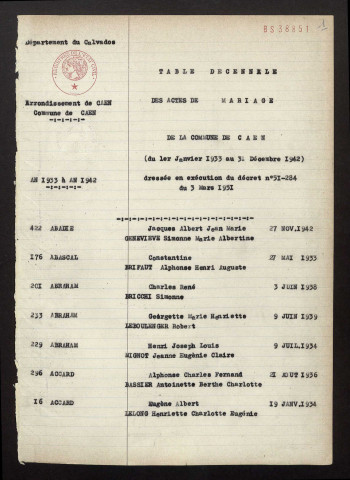 BS38651 1
Département du Calvados
TABLE DECENNALE
Arrondissement de CAEN
Commune de CAEN
DES ACTES DE MARIAGE
DE LA COMMUNE DE CAEN
(du 1er Janvier 1933 au 31 Décembre 1942)
AN 1933 à AN 1942
dressée en exécution du décret n°51-284
du 3 Mars 1951
422 ABADIE Jacques Albert Jean Marie 27 NOV.1942
GENEVIEVE Simonne Marie Albertine
176 ABASCAL Constantine 27 MAI 1933
BRIFAUT Alphonse Henri Auguste
201 ABRAHAM Charles René 3 JUIN 1938
BRICCHI Simonne
233 ABRAHAM Georgette Marie Henriette 9 JUIN 1939
LEBOULENGER Robert
229 ABRAHAM Henri Joseph Louis 9 JUIL.1934
MIGNOT Jeanne Eugénie Claire
296 ACCARD Alphonse Charles Fernand 21 AOUT 1936
BASSIER Antoinette Berthe Charlotte
16 ACCARD Eugène Albert 19 JANV.1934
LELONG Henriette Charlotte Eugénie